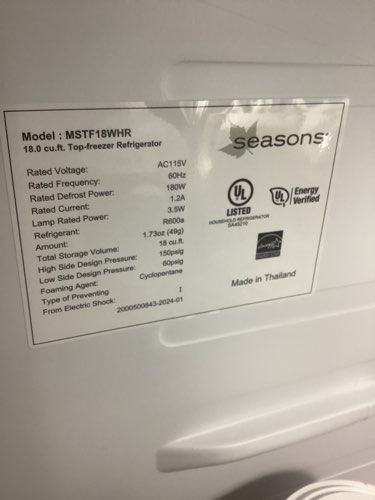 Model : MSTF18WHR
18.0 cu.ft. Top-freezer Refrigerator
seasons
Rated Voltage: AC115V
Rated Frequency: 60Hz
Rated Defrost Power: 180W
Rated Current: 1.2A
Lamp Rated Power: 3.5W
Refrigerant: R600a
Amount: 1.73oz (49g)
Total Storage Volume: 18 cu.ft.
High Side Design Pressure: 150psig
Low Side Design Pressure: 60psig
Foaming Agent: Cyclopentane
Type of Preventing
From Electric Shock: I
2000500843-2024-01
UL
LISTED
HOUSEHOLD REFRIGERATOR
SA45210
UL Energy
Verified
Made in Thailand